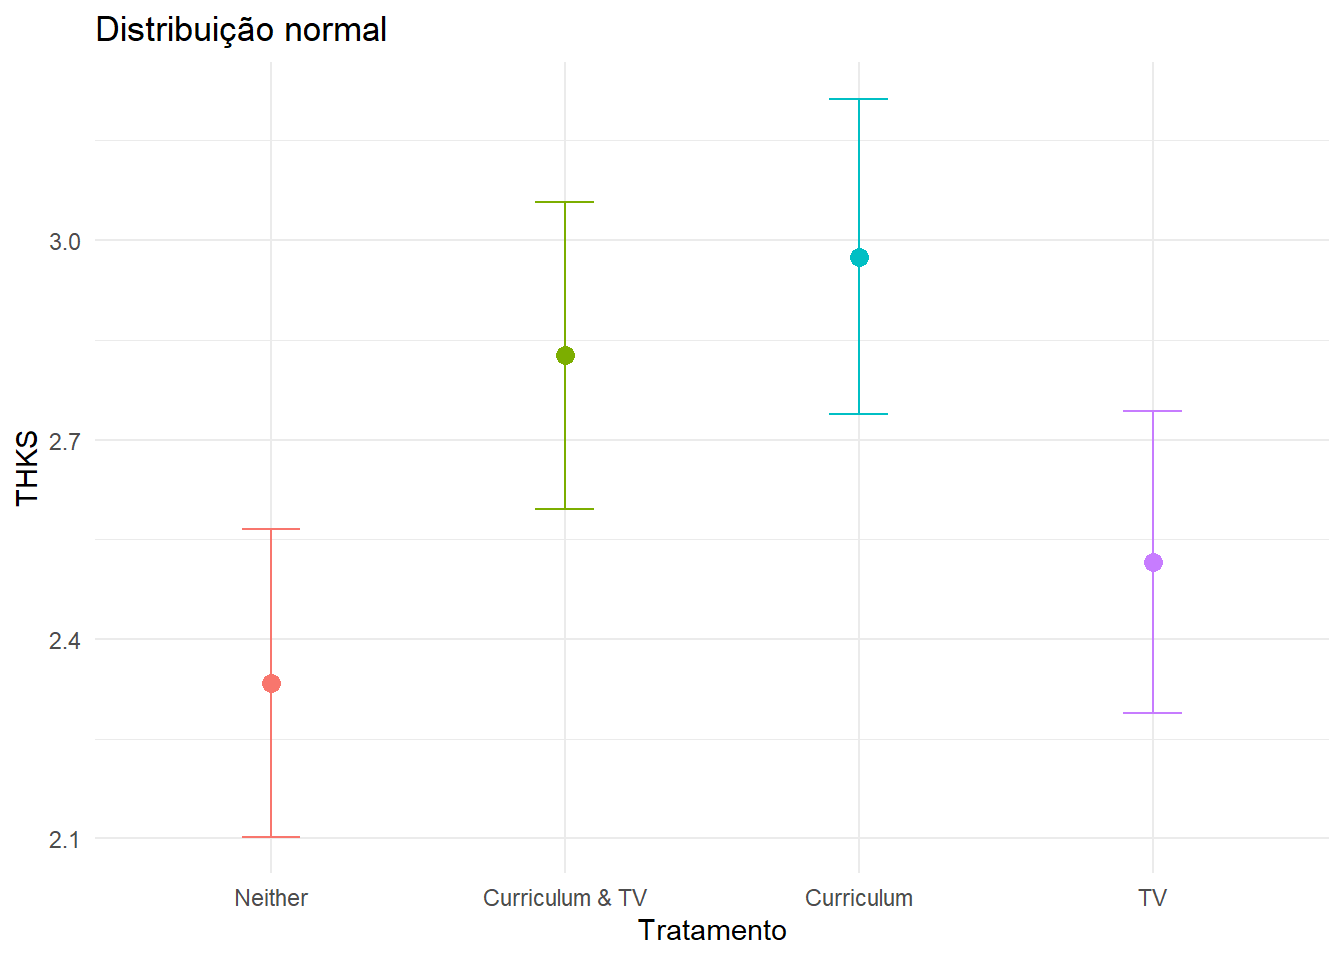 Distribuição normal
THKS
3.0
2.7
2.4
2.1
Neither Curriculum & TV Curriculum TV
Tratamento